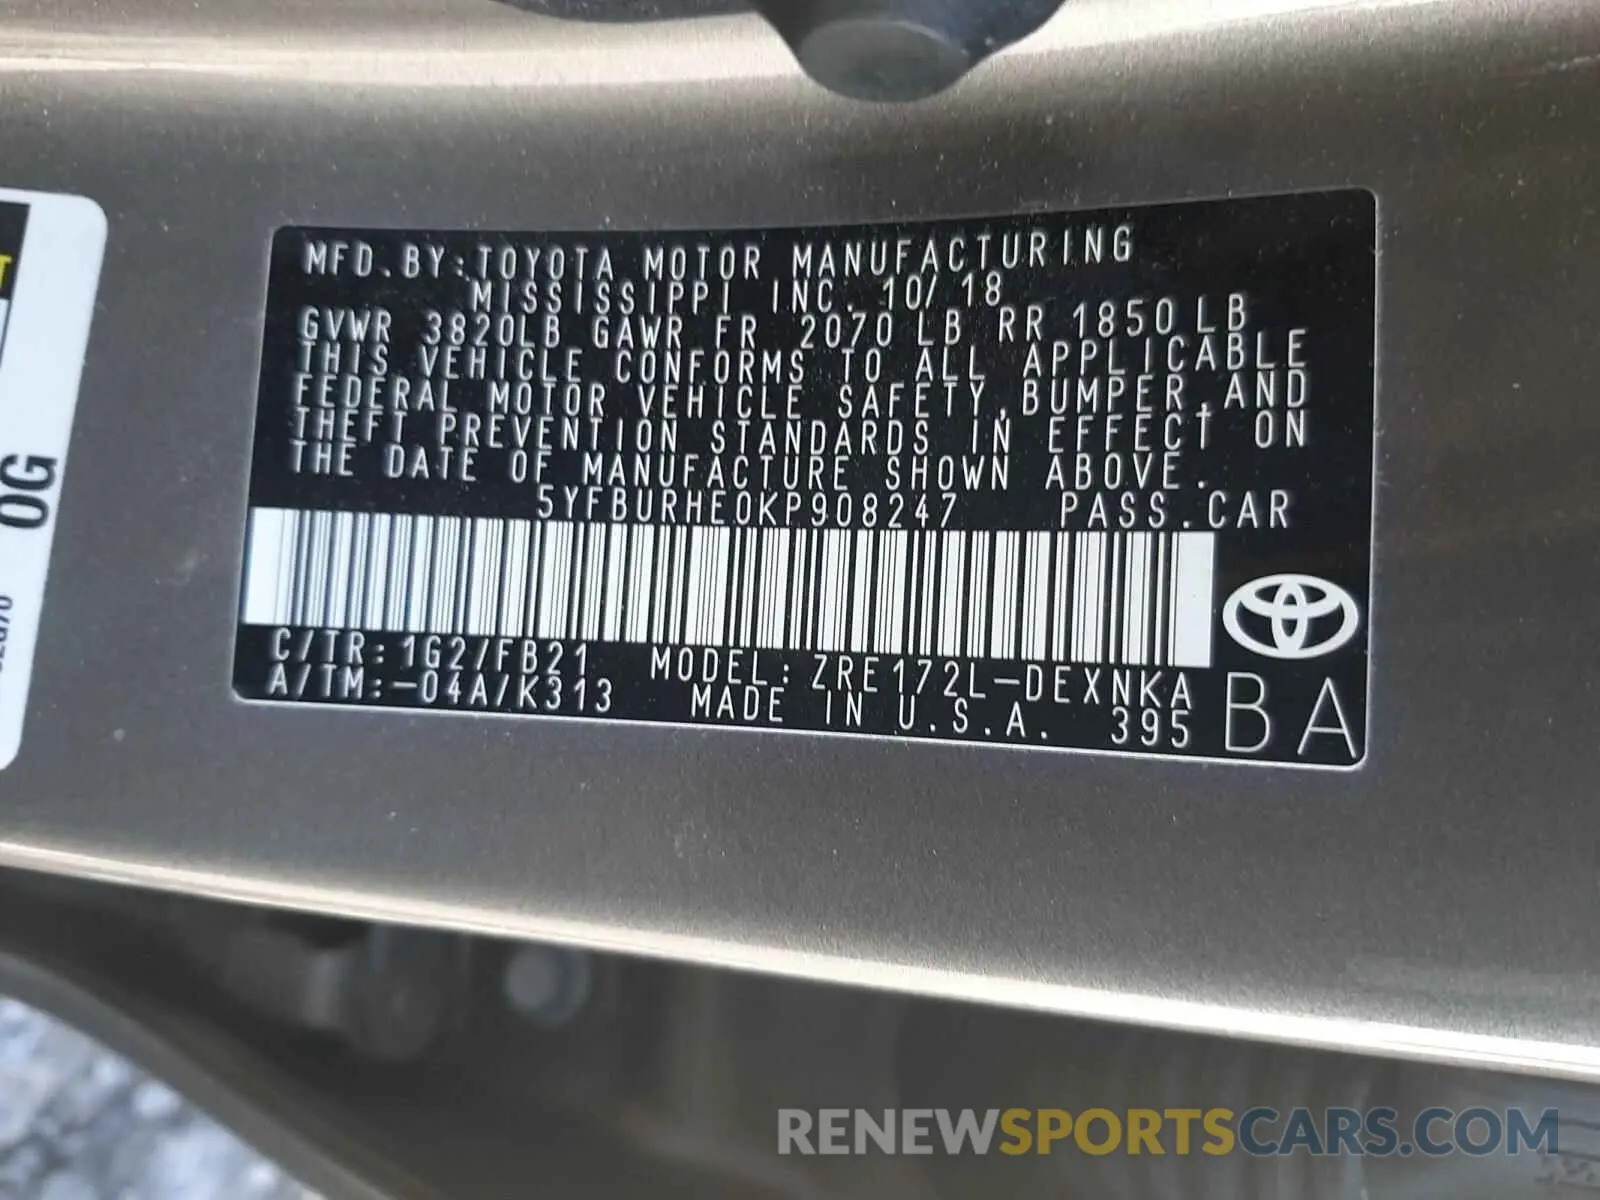 MFD.BY:TOYOTA MOTOR MANUFACTURING
MISSISSIPPI INC. 10/18
GVWR 3820LB GAWR FR 2070 LB RR 1850LB
THIS VEHICLE CONFORMS TO ALL APPLICABLE
FEDERAL MOTOR VEHICLE SAFETY,BUMPER,AND
THEFT PREVENTION STANDARDS IN EFFECT ON
THE DATE OF MANUFACTURE SHOWN ABOVE.
5YFBURHE0KP908247 PASS.CAR
C/TR:1G2/FB21 MODEL:ZRE172L-DEXNKA
A/TM:-04A/K313 MADE IN U.S.A. 395
BA
OG
RENEWSPORTSCARS.COM